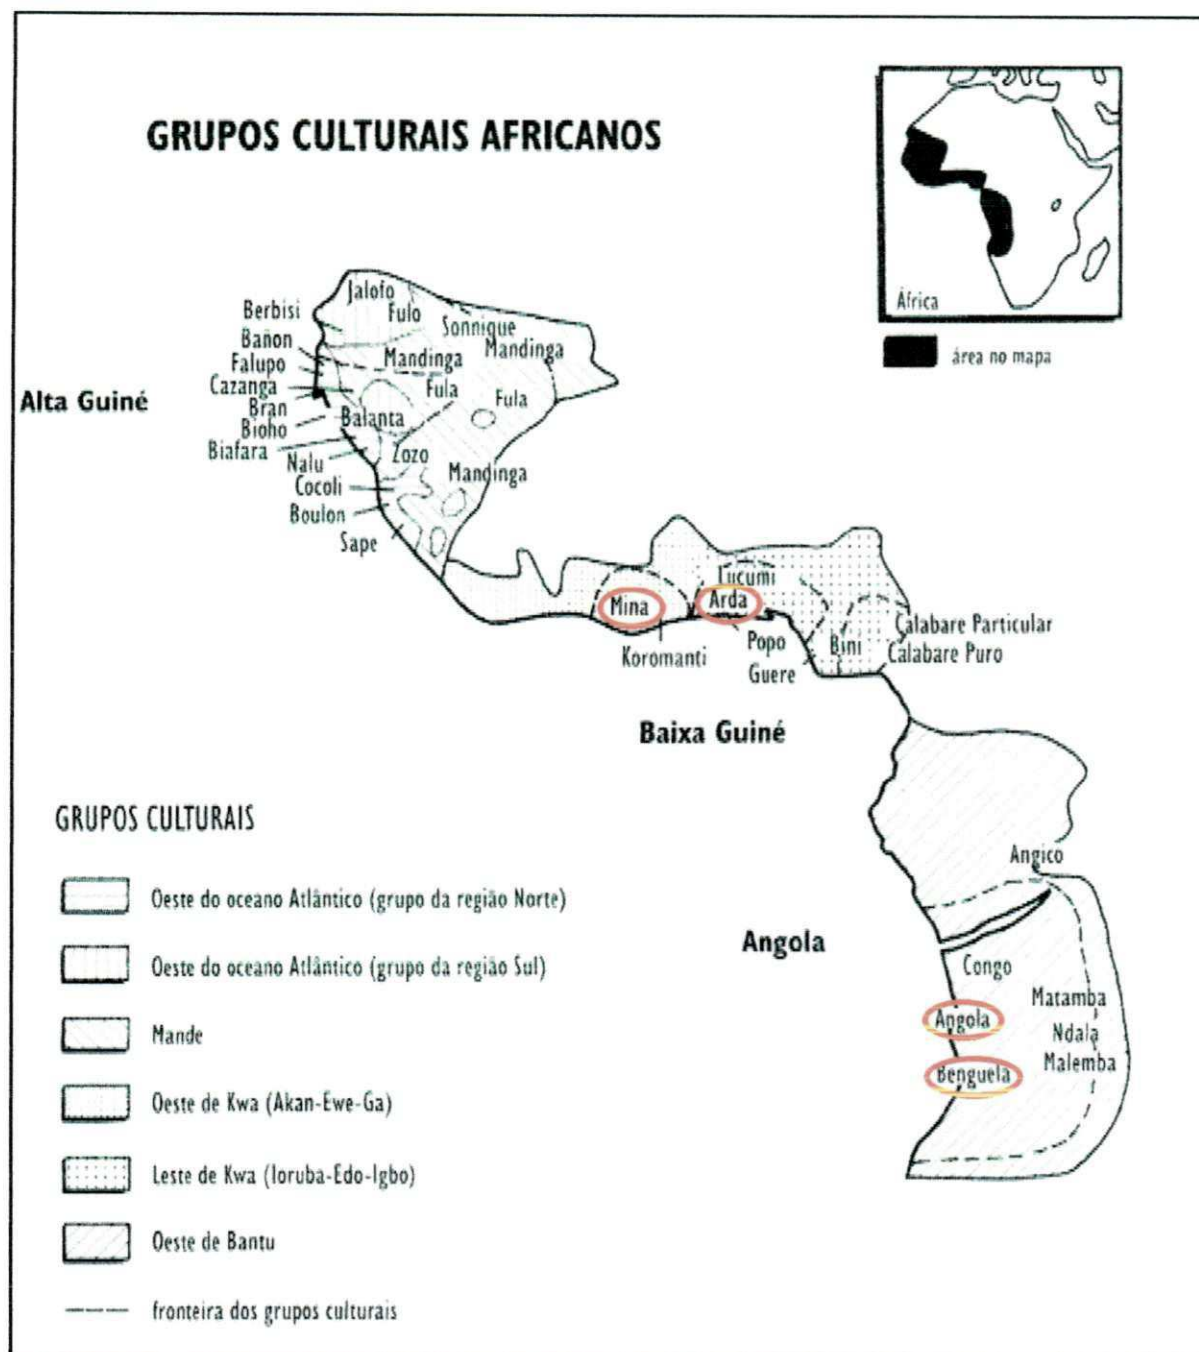 GRUPOS CULTURAIS AFRICANOS
África
área no mapa
Jalofo
Berbisi
Fulo
Sonnique
Bañon
Mandinga
Mandinga
Falupo
Cazanga
Fula
Fula
Alta Guiné
Bran
Bioho
Balanta
Biafara
Zozo
Nalu
Mandinga
Cocoli
Boulon
Sape
Lucumi
Mina
Arda
Calabare Particular
Popo
Bini
Koromanti
Calabare Puro
Guere
Baixa Guiné
GRUPOS CULTURAIS
Angico
Oeste do oceano Atlântico (grupo da região Norte)
Angola
Oeste do oceano Atlântico (grupo da região Sul)
Congo
Matamba
Angola
Mande
Ndala
Malemba
Benguela
Oeste de Kwa (Akan-Ewe-Ga)
Leste de Kwa (Ioruba-Edo-Igbo)
Oeste de Bantu
fronteira dos grupos culturais